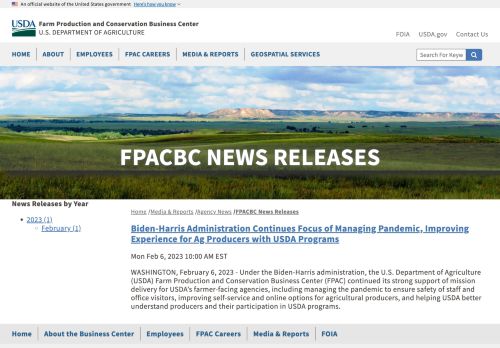 An official website of the United States government Here's how you know
USDA Farm Production and Conservation Business Center
U.S. DEPARTMENT OF AGRICULTURE
FOIA USDA.gov Contact Us
HOME ABOUT EMPLOYEES FPAC CAREERS MEDIA & REPORTS GEOSPATIAL SERVICES
Search For Keyw Search
FPACBC NEWS RELEASES
News Releases by Year
2023 (1)
February (1)
Home /Media & Reports /Agency News /FPACBC News Releases
Biden-Harris Administration Continues Focus of Managing Pandemic, Improving
Experience for Ag Producers with USDA Programs
Mon Feb 6, 2023 10:00 AM EST
WASHINGTON, February 6, 2023 - Under the Biden-Harris administration, the U.S. Department of Agriculture
(USDA) Farm Production and Conservation Business Center (FPAC) continued its strong support of mission
delivery for USDA's farmer-facing agencies, including managing the pandemic to ensure safety of staff and
office visitors, improving self-service and online options for agricultural producers, and helping USDA better
understand producers and their participation in USDA programs.
Home About the Business Center Employees FPAC Careers Media & Reports FOIA